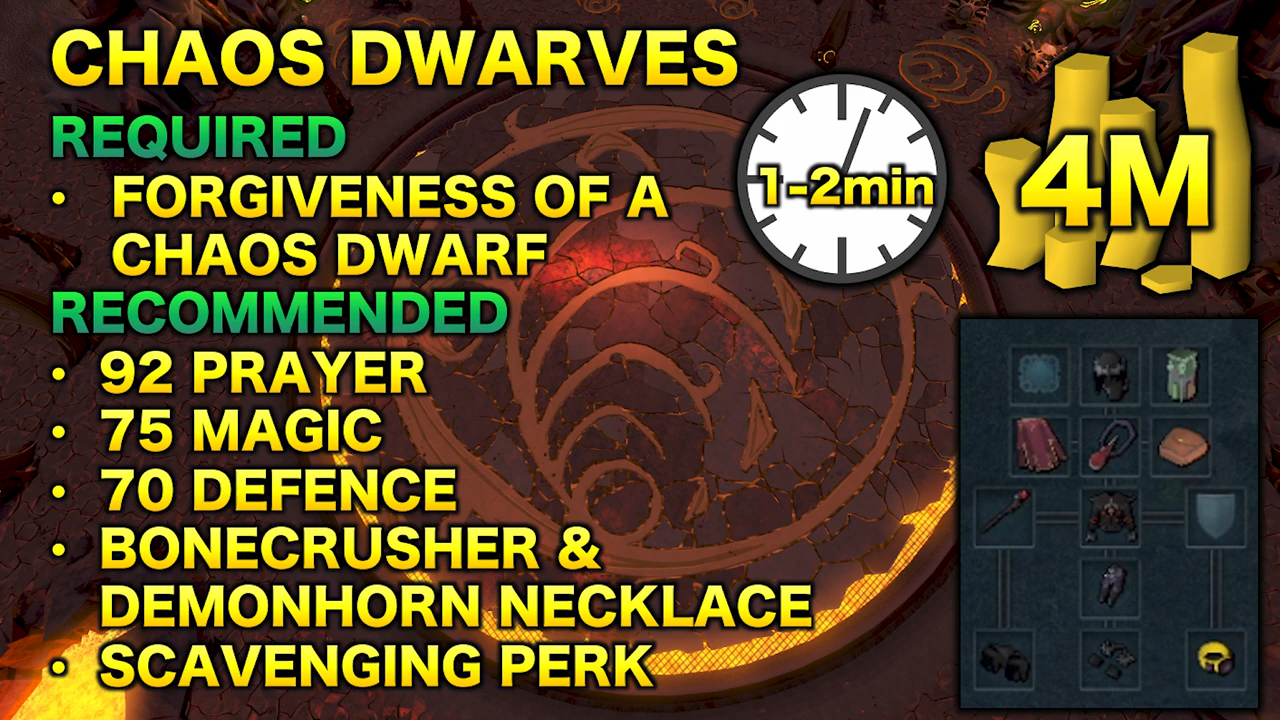 CHAOS DWARVES
REQUIRED
• FORGIVENESS OF A
CHAOS DWARF
RECOMMENDED
• 92 PRAYER
• 75 MAGIC
• 70 DEFENCE
• BONECRUSHER &
DEMONHORN NECKLACE
• SCAVENGING PERK
1-2min
4M